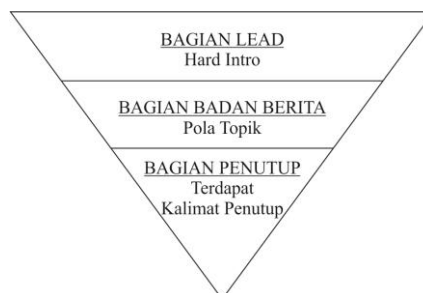 BAGIAN LEAD
Hard Intro
BAGIAN BADAN BERITA
Pola Topik
BAGIAN PENUTUP
Terdapat
Kalimat Penutup